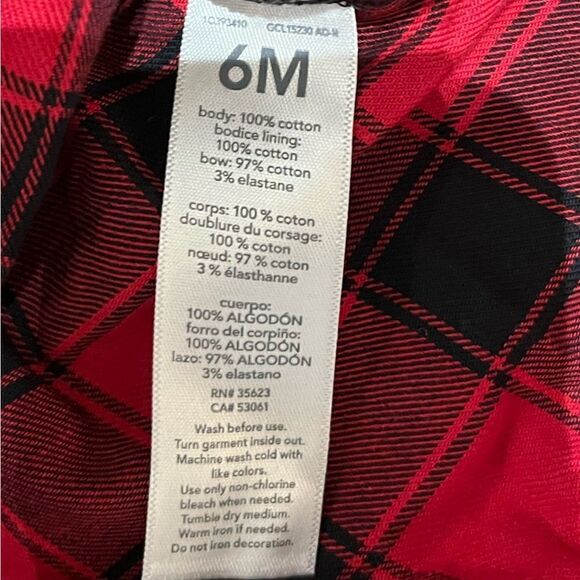 GCL15230 AD-R
6M
body: 100% cotton
bodice lining:
100% cotton
bow: 97% cotton
3% elastane
corps: 100 % coton
doublure du corsage:
100 % coton
nœud: 97 % coton
3 % élasthanne
cuerpo:
100% ALGODÓN
forro del corpiño:
100% ALGODÓN
lazo: 97% ALGODÓN
3% elastano
RN# 35623
CA# 53061
Wash before use.
Turn garment inside out.
Machine wash cold with
like colors.
Use only non-chlorine
bleach when needed.
Tumble dry medium.
Warm iron if needed.
Do not iron decoration.